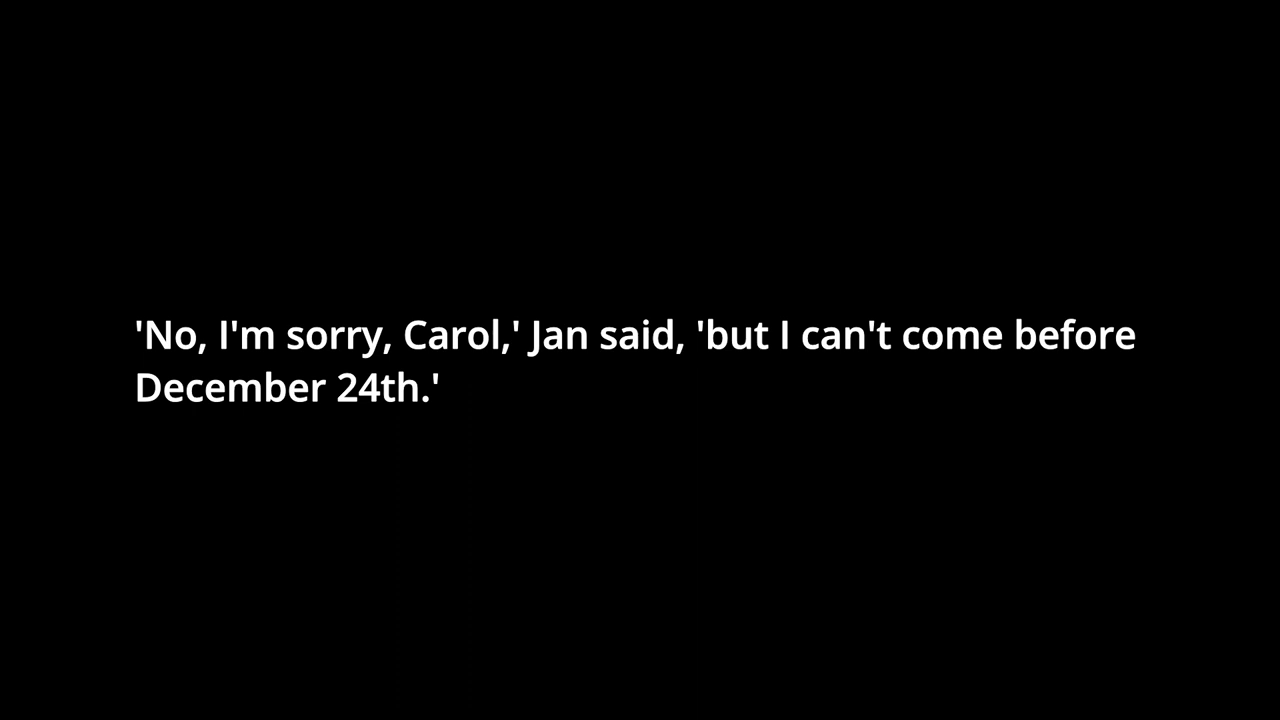 'No, I'm sorry, Carol,' Jan said, 'but I can't come before
December 24th.'